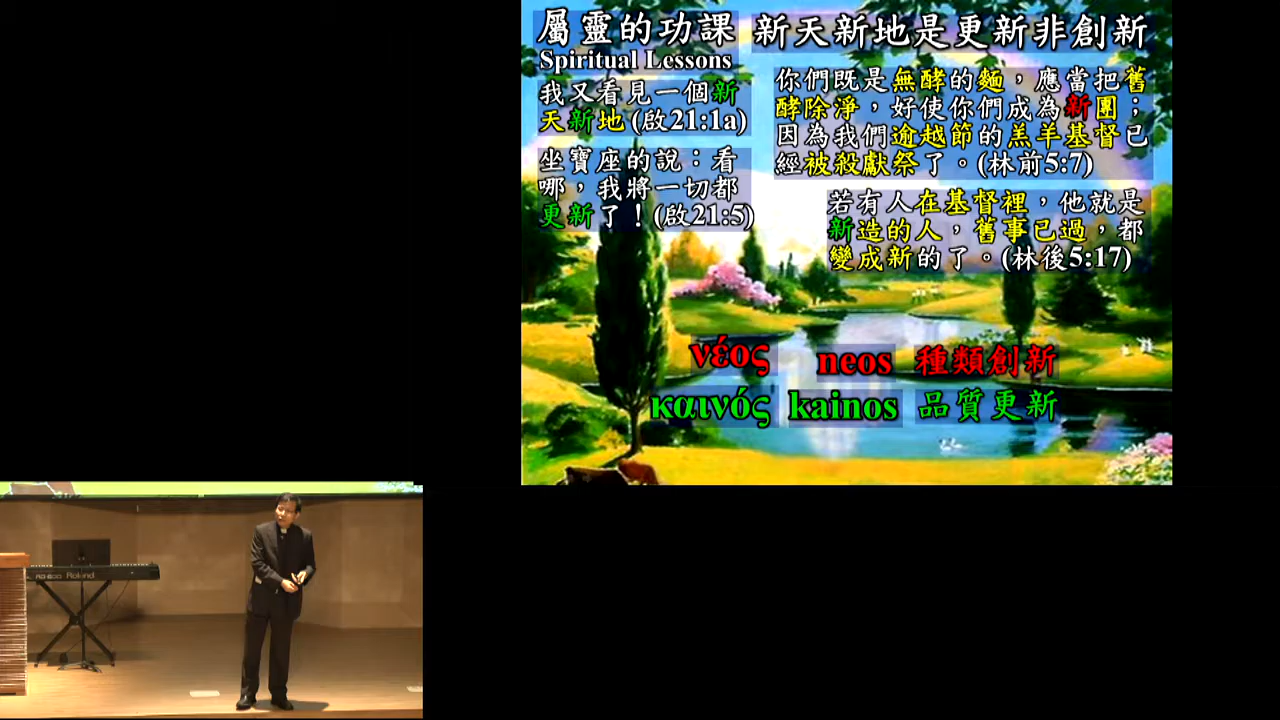 屬靈的功課
Spiritual Lessons
我又看見一個新
天新地(啟21:1a)
坐寶座的說：看
哪，我將一切都
更新了！(啟21:5)
新天新地是更新非創新
你們既是無酵的麵，應當把舊
酵除淨，好使你們成為新團；
因為我們逾越節的羔羊基督已
經被殺獻祭了。(林前5:7)
若有人在基督裡，他就是
新造的人，舊事已過，都
變成新的了。(林後5:17)
νέος neos 種類創新
καινός kainos 品質更新
Roland